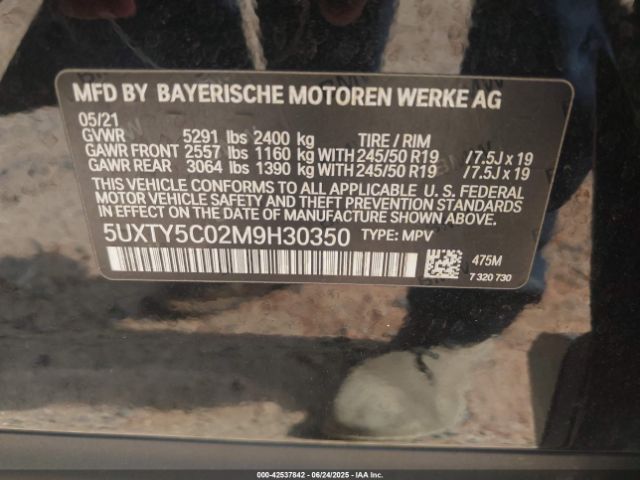 MFD BY BAYERISCHE MOTOREN WERKE AG
05/21
GVWR 5291 lbs 2400 kg TIRE / RIM
GAWR FRONT 2557 lbs 1160 kg WITH 245/50 R19 /7.5J x 19
GAWR REAR 3064 lbs 1390 kg WITH 245/50 R19 /7.5J x 19
THIS VEHICLE CONFORMS TO ALL APPLICABLE U. S. FEDERAL
MOTOR VEHICLE SAFETY AND THEFT PREVENTION STANDARDS
IN EFFECT ON THE DATE OF MANUFACTURE SHOWN ABOVE.
5UXTY5C02M9H30350 TYPE: MPV
475M
7 320 730
000-42537842 | 06/24/2025 | IAAI, Inc.